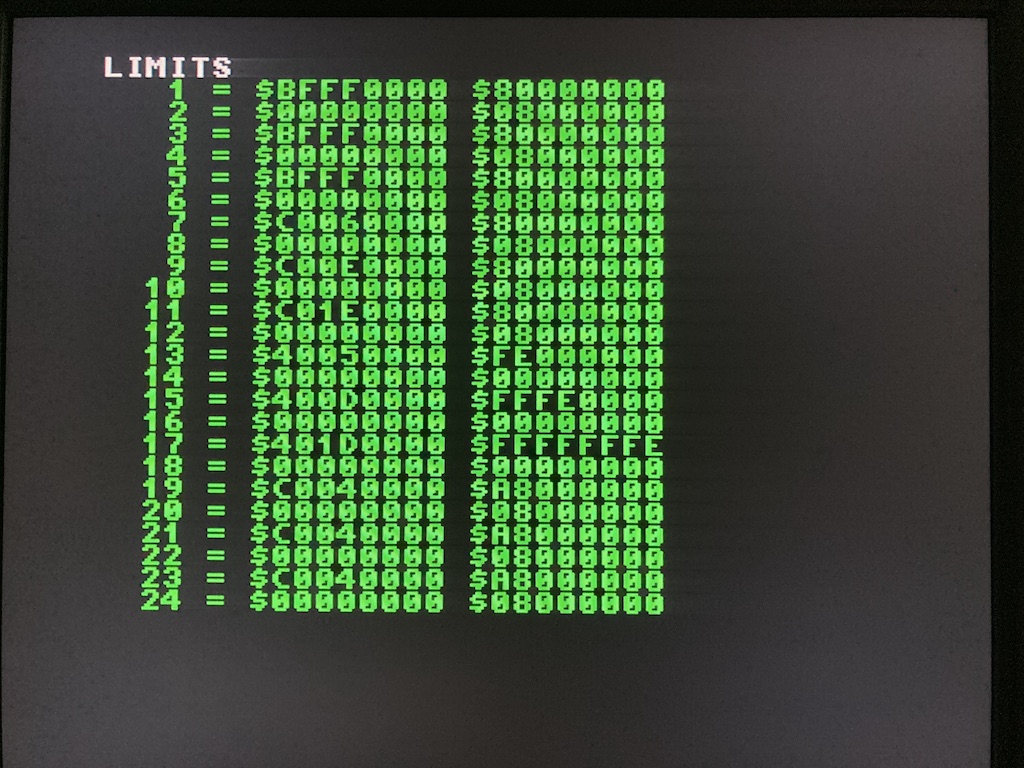 LIMITS
1 = $BFFF0000 $80000000
2 = $00000000 $08000000
3 = $BFFF0000 $80000000
4 = $00000000 $08000000
5 = $BFFF0000 $80000000
6 = $00000000 $08000000
7 = $C0060000 $80000000
8 = $00000000 $08000000
9 = $C00E0000 $80000000
10 = $00000000 $08000000
11 = $C01E0000 $80000000
12 = $00000000 $08000000
13 = $40050000 $FE000000
14 = $00000000 $00000000
15 = $400D0000 $FFFE0000
16 = $00000000 $00000000
17 = $401D0000 $FFFFFFFE
18 = $00000000 $00000000
19 = $C0040000 $A8000000
20 = $00000000 $08000000
21 = $C0040000 $A8000000
22 = $00000000 $08000000
23 = $C0040000 $A8000000
24 = $00000000 $08000000